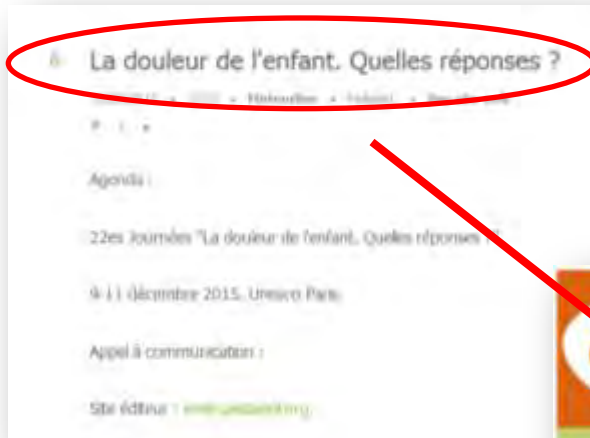 6 La douleur de l'enfant. Quelles réponses ?
Agenda :
22es Journées "La douleur de l'enfant. Quelles réponses ?"
9-11 décembre 2015, Unesco Paris
Appel à communication :
Site éditeur :